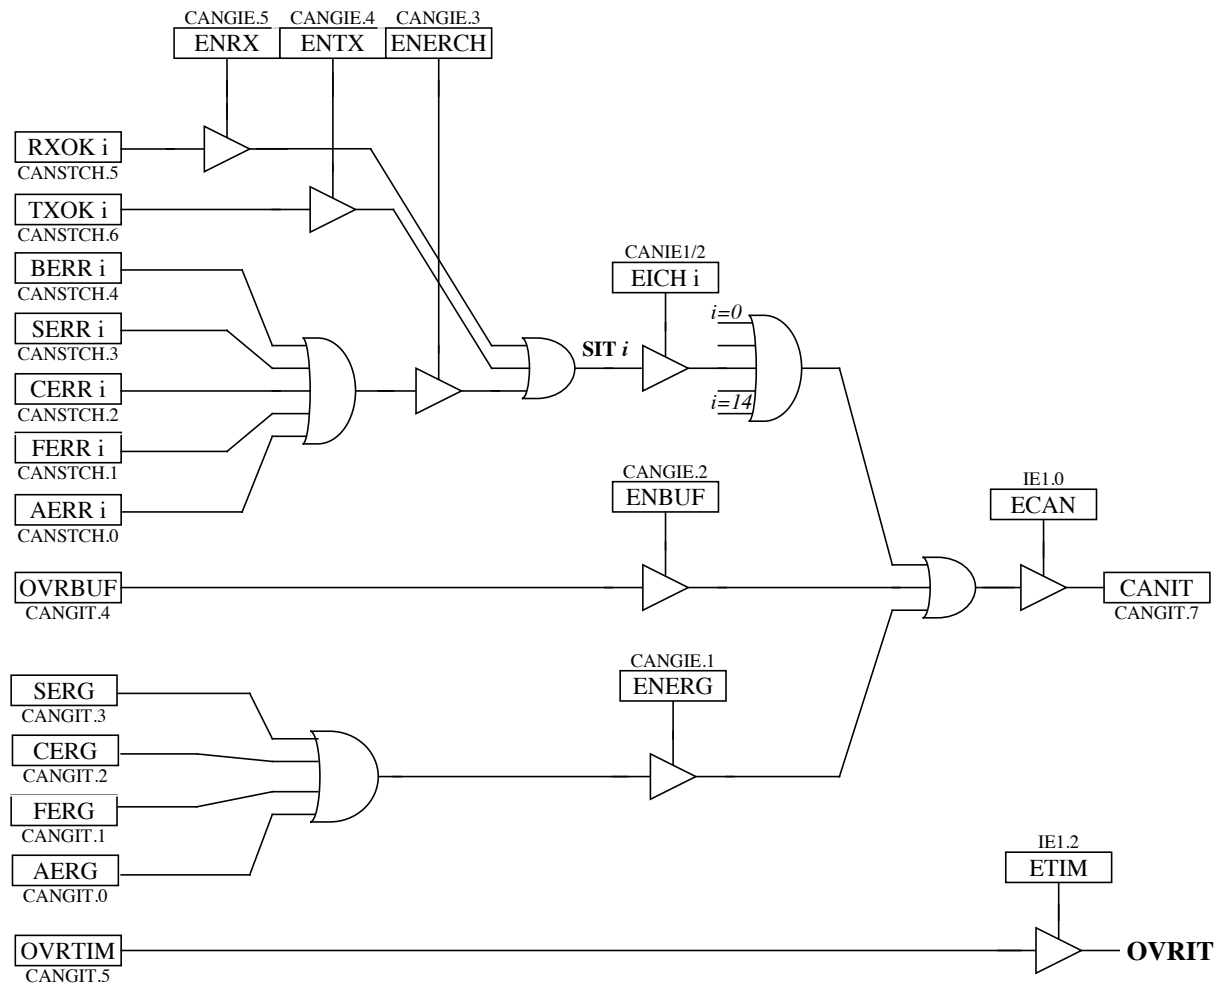 CANGIE.5 CANGIE.4 CANGIE.3
ENRX ENTX ENERCH
RXOK i
CANSTCH.5
TXOK i
CANSTCH.6
BERR i
CANSTCH.4
SERR i
CANSTCH.3
CERR i
CANSTCH.2
FERR i
CANSTCH.1
AERR i
CANSTCH.0
CANIE1/2
EICH i
SIT i
i=0
i=14
CANGIE.2
ENBUF
OVRBUF
CANGIT.4
IE1.0
ECAN
CANIT
CANGIT.7
CANGIE.1
ENERG
SERG
CANGIT.3
CERG
CANGIT.2
FERG
CANGIT.1
AERG
CANGIT.0
IE1.2
ETIM
OVRTIM
CANGIT.5
OVRIT